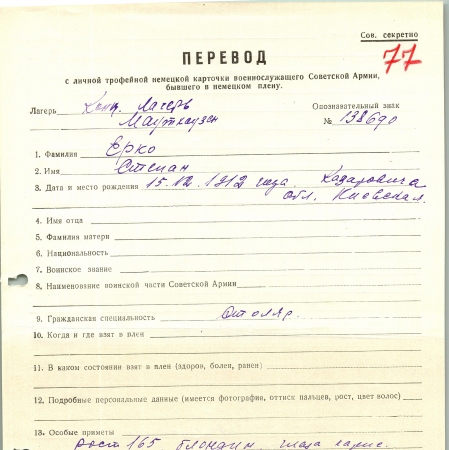 Сов. секретно
77
ПЕРЕВОД
с личной трофейной немецкой карточки военнослужащего Советской Армии,
бывшего в немецком плену.
Лагерь Конц. Лагерь Опознавательный знак
Маутхаузен № 138690
1. Фамилия Ерко
2. Имя Степан
3. Дата и место рождения 15.12.1912 года Казаровича
обл. Киевская.
4. Имя отца
5. Фамилия матери
6. Национальность
7. Воинское звание
8. Наименование воинской части Советской Армии
9. Гражданская специальность Столяр.
10. Когда и где взят в плен
11. В каком состоянии взят в плен (здоров, болен, ранен)
12. Подробные персональные данные (имеется фотография, оттиск пальцев, рост, цвет волос)
13. Особые приметы
рост 165 блондин, глаза карие.